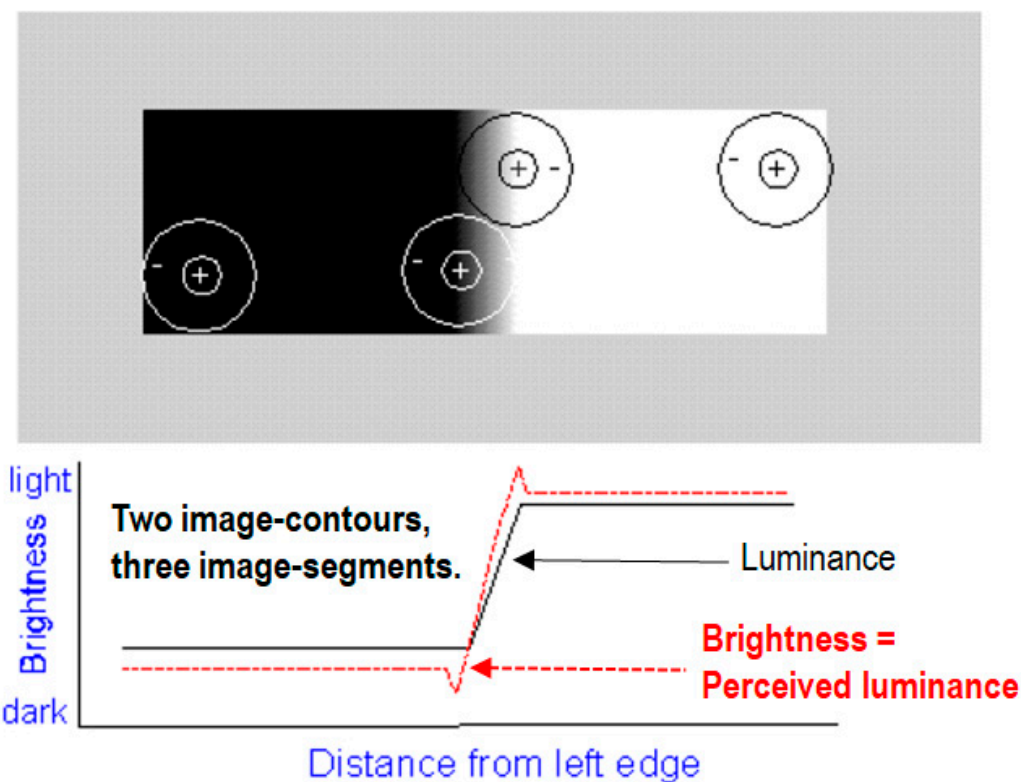 + -
- +
- +
- +
light
Brightness
dark
Two image-contours,
three image-segments.
Luminance
Brightness =
Perceived luminance
Distance from left edge